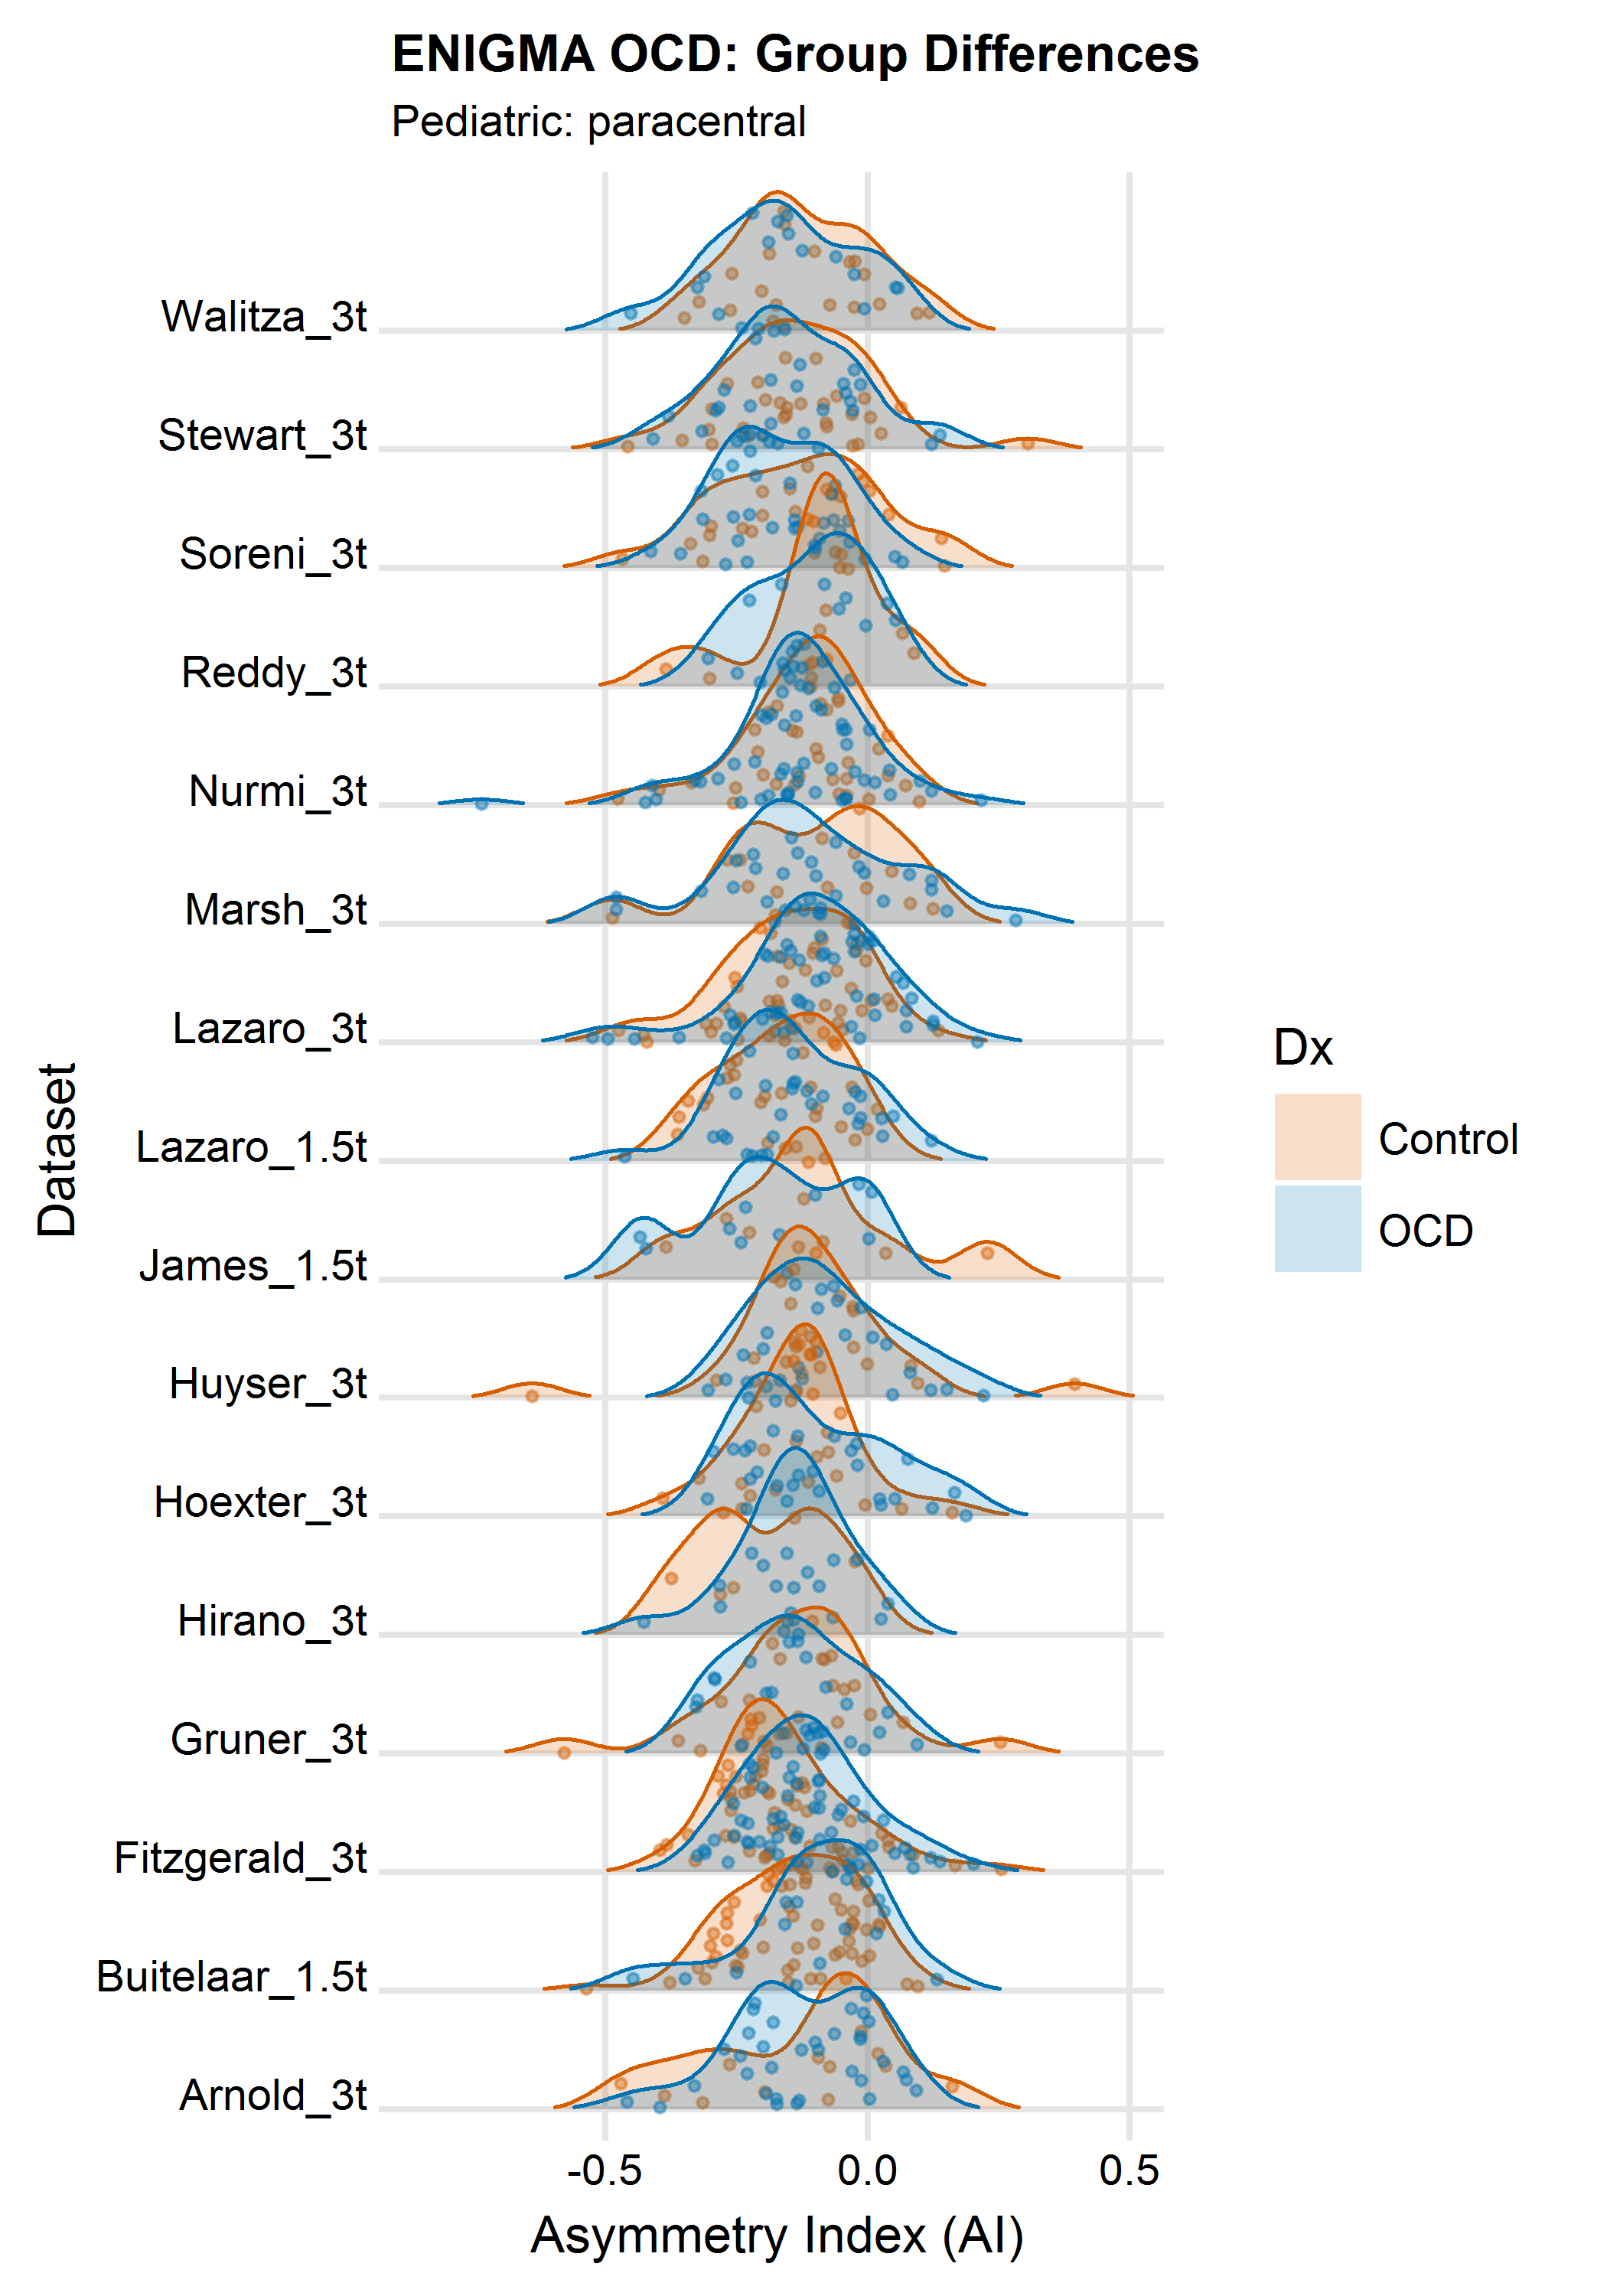 ENIGMA OCD: Group Differences
Pediatric: paracentral
Walitza_3t
Stewart_3t
Soreni_3t
Reddy_3t
Nurmi_3t
Marsh_3t
Lazaro_3t
Lazaro_1.5t
James_1.5t
Huyser_3t
Hoexter_3t
Hirano_3t
Gruner_3t
Fitzgerald_3t
Buitelaar_1.5t
Arnold_3t
Dataset
-0.5 0.0 0.5
Asymmetry Index (AI)
Dx
Control
OCD